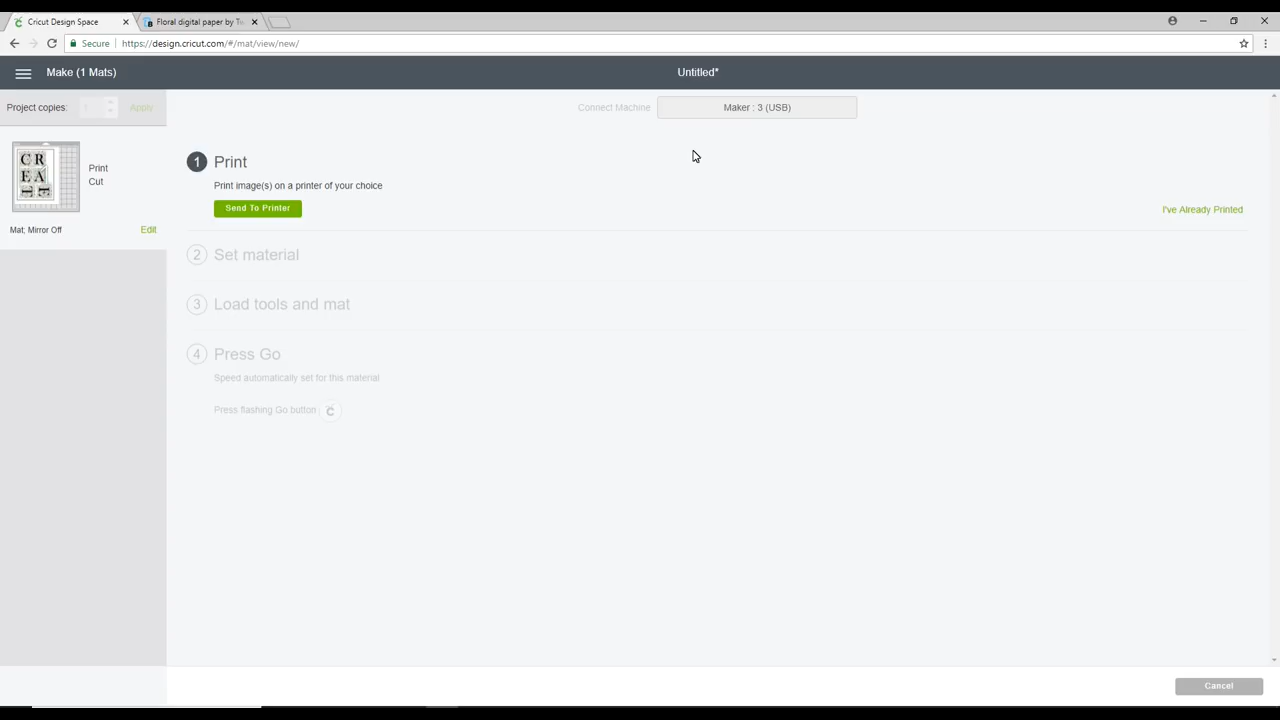 Cricut Design Space
Floral digital paper by T
Secure
https://design.cricut.com/#/mat/view/new/
Make (1 Mats)
Untitled*
Project copies: 1 Apply
Connect Machine
Maker : 3 (USB)
CR
EA
Print
Cut
Mat; Mirror Off
Edit
1 Print
Print image(s) on a printer of your choice
Send To Printer
I've Already Printed
2 Set material
3 Load tools and mat
4 Press Go
Speed automatically set for this material
Press flashing Go button
Cancel